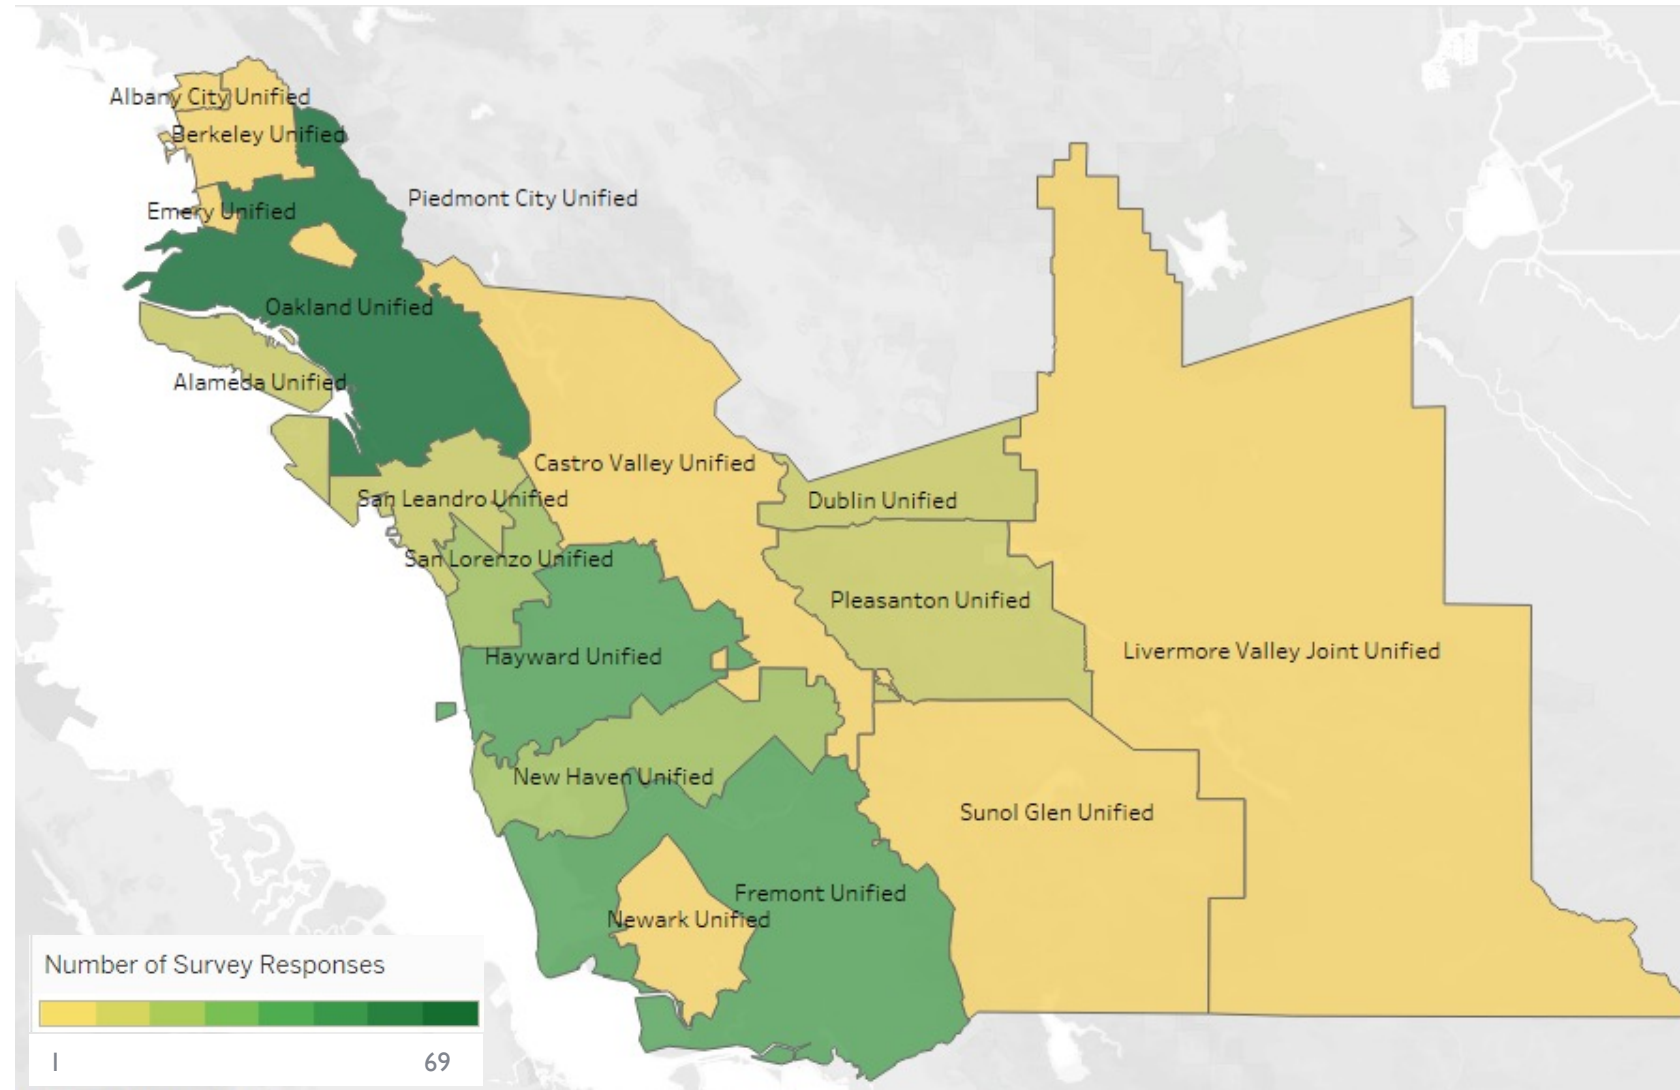 Albany City Unified
Berkeley Unified
Piedmont City Unified
Emery Unified
Oakland Unified
Alameda Unified
Castro Valley Unified
San Leandro Unified
Dublin Unified
San Lorenzo Unified
Pleasanton Unified
Livermore Valley Joint Unified
Hayward Unified
New Haven Unified
Sunol Glen Unified
Fremont Unified
Newark Unified
Number of Survey Responses
1
69